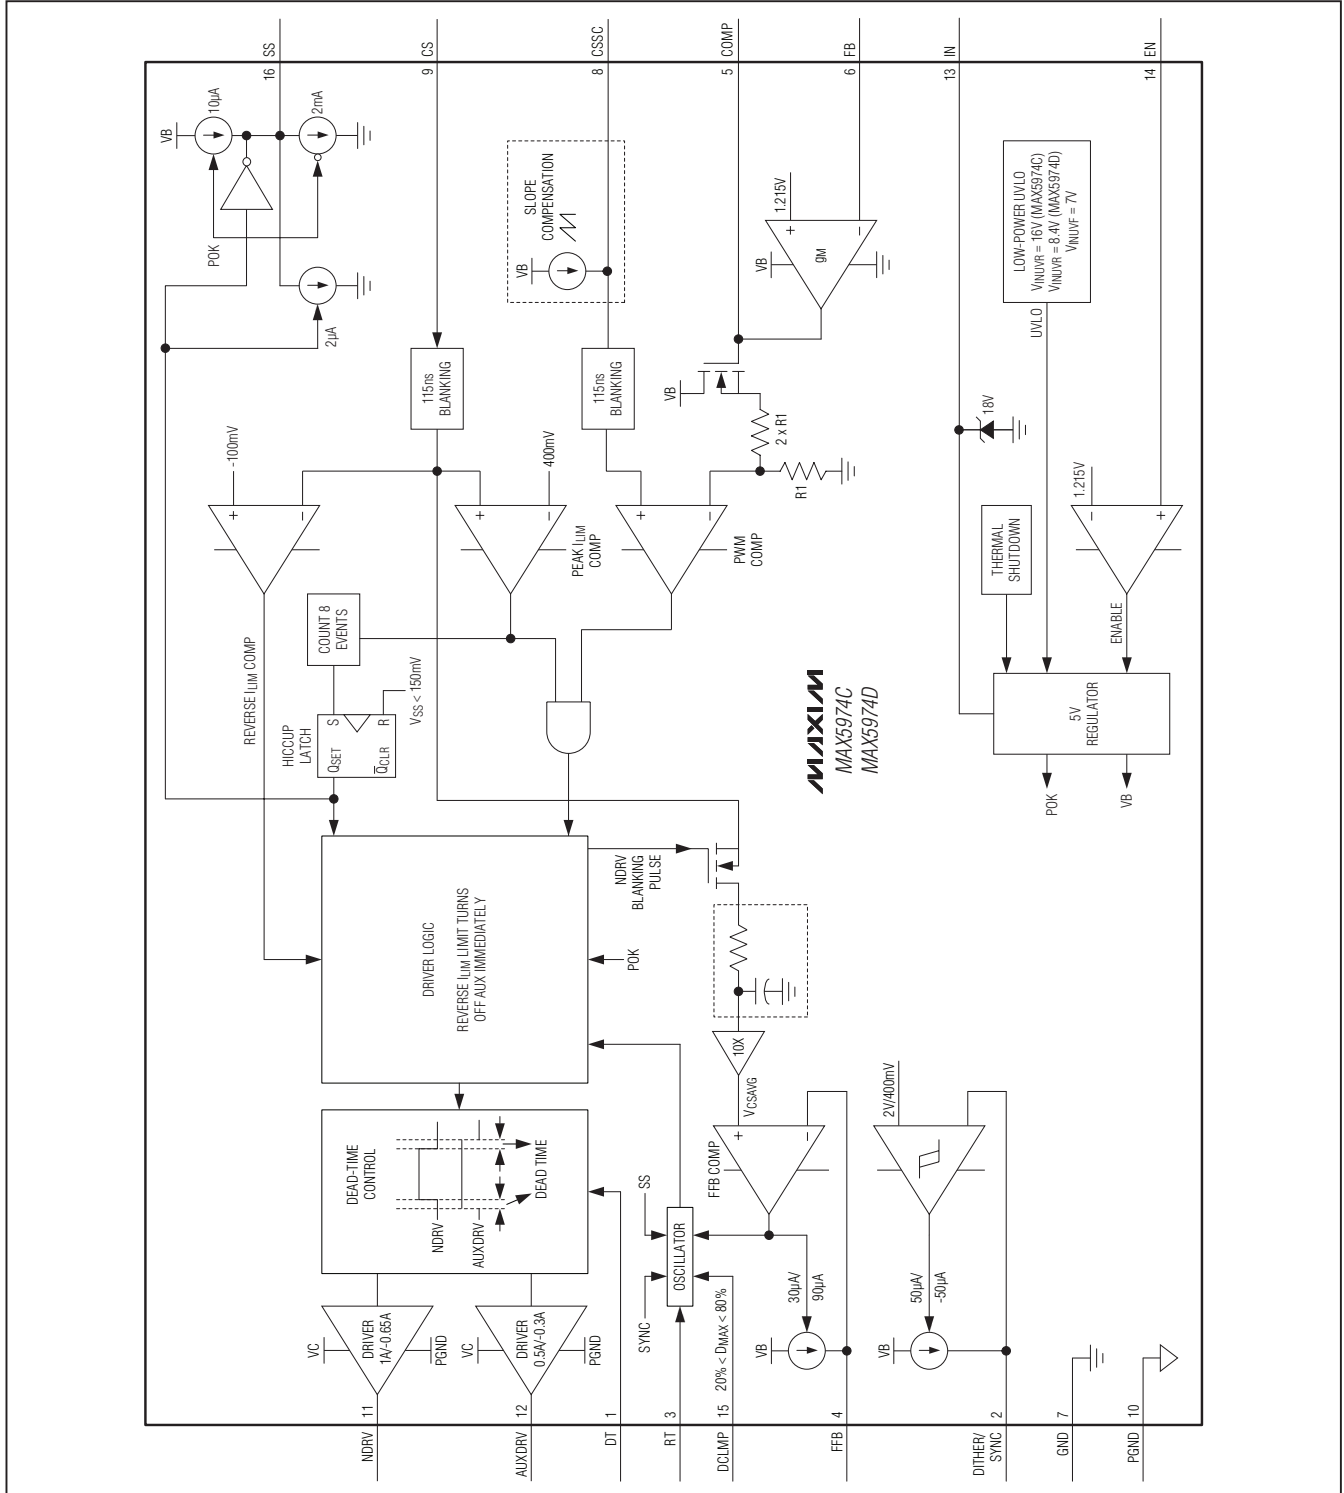 16 SS
9 CS
8 CSSC
5 COMP
6 FB
13 IN
14 EN
VB
10µA
2mA
POK
2µA
SLOPE
COMPENSATION
VB
1.215V
+
−
VB
gM
LOW-POWER UVLO
VINUVR = 16V (MAX5974C)
VINUVR = 8.4V (MAX5974D)
VINUVF = 7V
UVLO
115ns
BLANKING
115ns
BLANKING
VB
2 x R1
R1
18V
-100mV
+
−
400mV
+
−
PEAK ILIM
COMP
+
−
PWM
COMP
1.215V
−
+
THERMAL
SHUTDOWN
ENABLE
REVERSE ILIM COMP
COUNT 8
EVENTS
HICCUP
LATCH
S
R
QSET
QCLR
VSS < 150mV
MAXIM
MAX5974C
MAX5974D
5V
REGULATOR
POK
VB
DRIVER LOGIC
REVERSE ILIM LIMIT TURNS
OFF AUX IMMEDIATELY
NDRV
BLANKING
PULSE
POK
10X
VCSAVG
DEAD-TIME
CONTROL
NDRV
AUXDRV
DEAD TIME
FFB COMP
+
−
2V/400mV
SS
OSCILLATOR
SYNC
20% < DMAX < 80%
30µA/
90µA
VB
50µA/
-50µA
VB
VC
DRIVER
1A/-0.65A
PGND
VC
DRIVER
0.5A/-0.3A
PGND
NDRV 11
AUXDRV 12
DT 1
RT 3
DCLMP 15
FFB 4
DITHER/
SYNC 2
GND 7
PGND 10